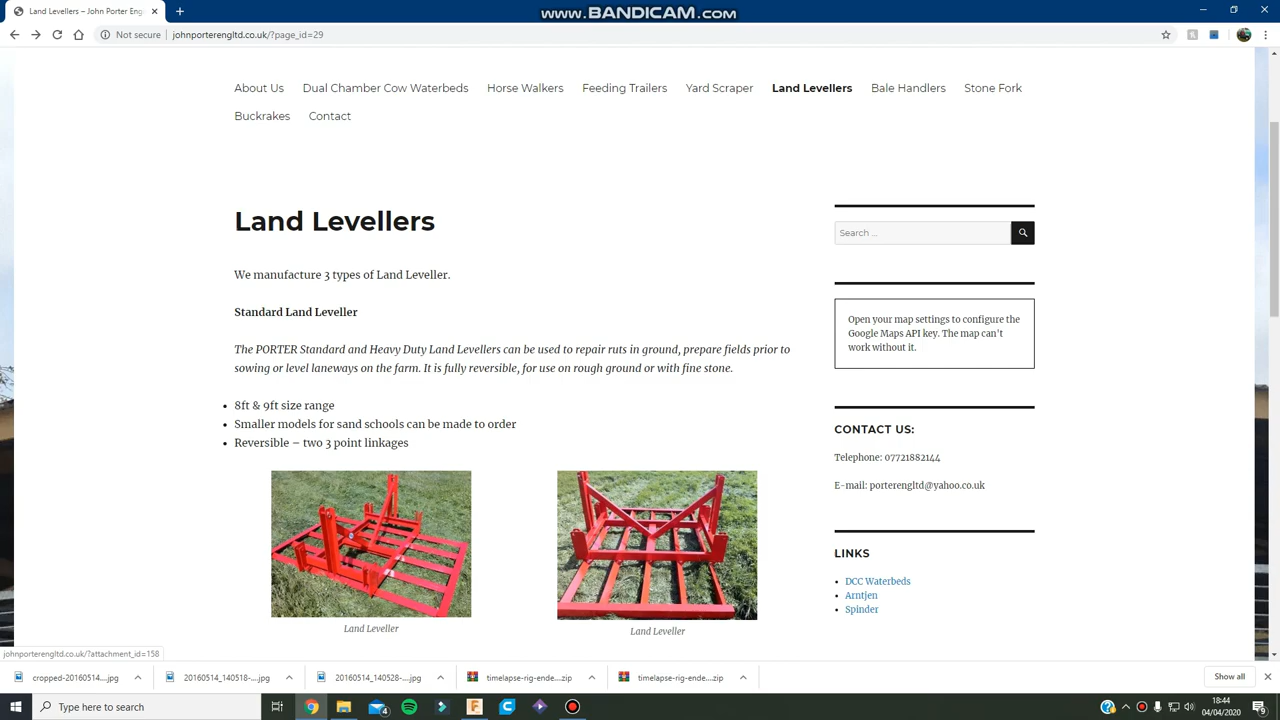 Land Levellers – John Porter Eng
www.BANDICAM.com
Not secure
johnporterengltd.co.uk/?page_id=29
About Us
Dual Chamber Cow Waterbeds
Horse Walkers
Feeding Trailers
Yard Scraper
Land Levellers
Bale Handlers
Stone Fork
Buckrakes
Contact
Land Levellers
We manufacture 3 types of Land Leveller.
Standard Land Leveller
The PORTER Standard and Heavy Duty Land Levellers can be used to repair ruts in ground, prepare fields prior to
sowing or level laneways on the farm. It is fully reversible, for use on rough ground or with fine stone.
8ft & 9ft size range
Smaller models for sand schools can be made to order
Reversible – two 3 point linkages
Land Leveller
Land Leveller
Search …
Open your map settings to configure the
Google Maps API key. The map can't
work without it.
CONTACT US:
Telephone: 07721882144
E-mail: porterengltd@yahoo.co.uk
LINKS
DCC Waterbeds
Arntjen
Spinder
johnporterengltd.co.uk/?attachment_id=158
cropped-20160514....jpg
20160514_140518-....jpg
20160514_140528-....jpg
timelapse-rig-ende....zip
timelapse-rig-ende....zip
Show all
Type here to search
4
18:44
04/04/2020
9